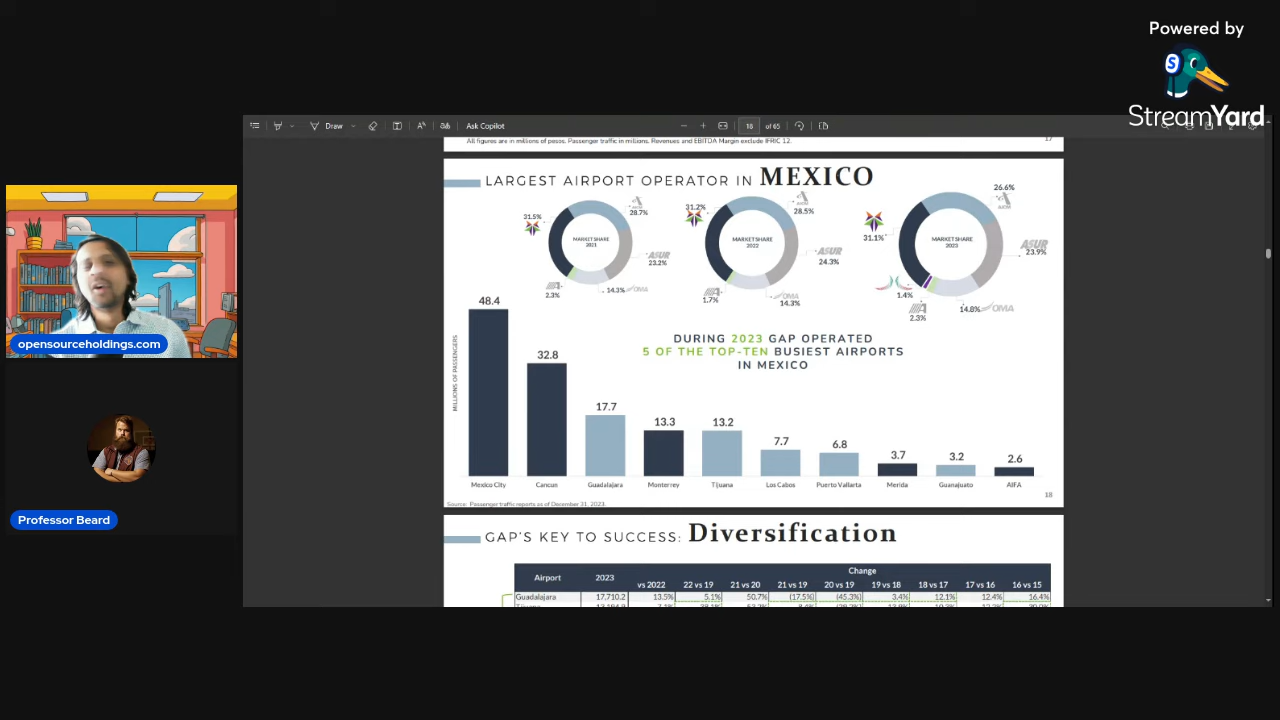 Powered by
StreamYard
Draw
Ask Copilot
18 of 65
All figures are in millions of pesos. Passenger traffic in millions. Revenues and EBITDA Margin exclude IFRIC 12.
17
LARGEST AIRPORT OPERATOR IN MEXICO
31.5%
28.7%
MARKET SHARE
2021
ASUR
23.2%
2.3%
14.3% OMA
31.2%
28.5%
MARKET SHARE
2022
ASUR
24.3%
1.7%
OMA
14.3%
26.6%
31.1%
MARKET SHARE
2023
ASUR
23.9%
1.4%
2.3%
14.8% OMA
DURING 2023 GAP OPERATED
5 OF THE TOP-TEN BUSIEST AIRPORTS
IN MEXICO
MILLIONS OF PASSENGERS
48.4
32.8
17.7
13.3
13.2
7.7
6.8
3.7
3.2
2.6
Mexico City
Cancun
Guadalajara
Monterrey
Tijuana
Los Cabos
Puerto Vallarta
Merida
Guanajuato
AIFA
Source: Passenger traffic reports as of December 31, 2023.
18
GAP'S KEY TO SUCCESS: Diversification
Airport 2023 Change
vs 2022 22 vs 19 21 vs 20 21 vs 19 20 vs 19 19 vs 18 18 vs 17 17 vs 16 16 vs 15
Guadalajara 17,710.2 13.5% 5.1% 50.7% (17.5%) (45.3%) 3.4% 12.1% 12.4% 16.4%
opensourceholdings.com
Professor Beard